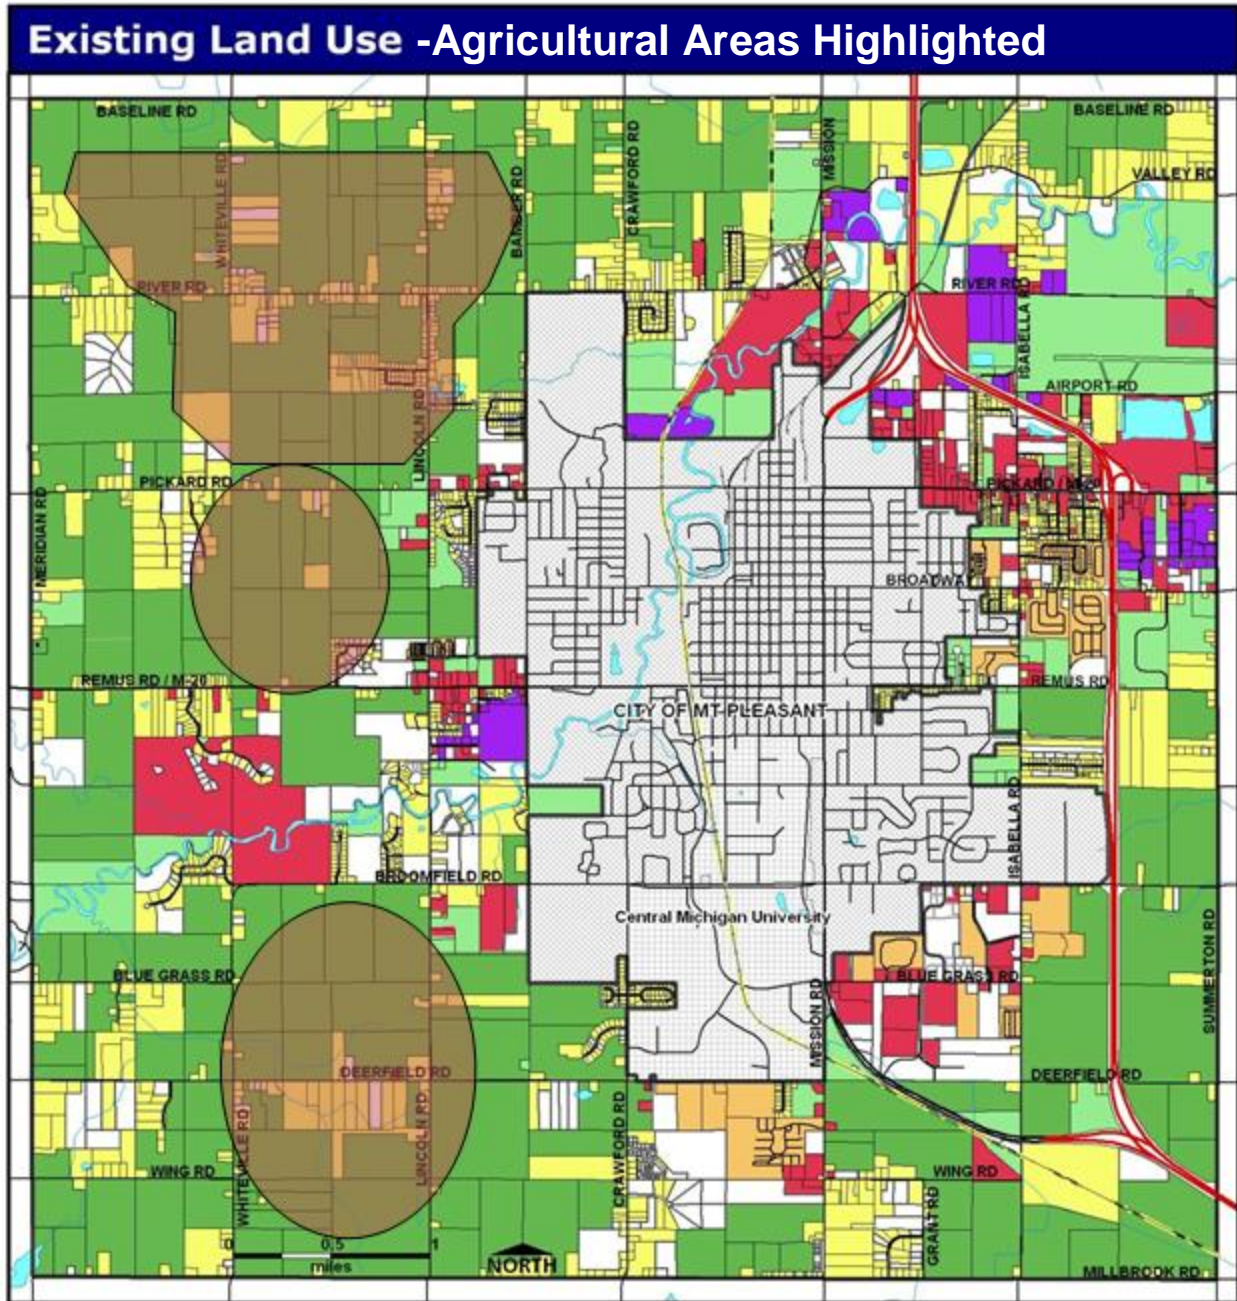 Existing Land Use -Agricultural Areas Highlighted
BASELINE RD
BASELINE RD
WHITEVILLE RD
BAMBER RD
CRAWFORD RD
MISSION
VALLEY RD
RIVER RD
RIVER RD
ISABELLA RD
AIRPORT RD
LINCOLN RD
PICKARD RD
PICKARD / M-20
MERIDIAN RD
BROADWAY
REMUS RD / M-20
REMUS RD
CITY OF MT PLEASANT
ISABELLA RD
BROOMFIELD RD
Central Michigan University
BLUE GRASS RD
BLUE GRASS RD
SUMMERTON RD
MISSION RD
DEERFIELD RD
DEERFIELD RD
WHITEVILLE RD
LINCOLN RD
CRAWFORD RD
WING RD
WING RD
GRANT RD
0 0.5 1
miles
NORTH
MILLBROOK RD